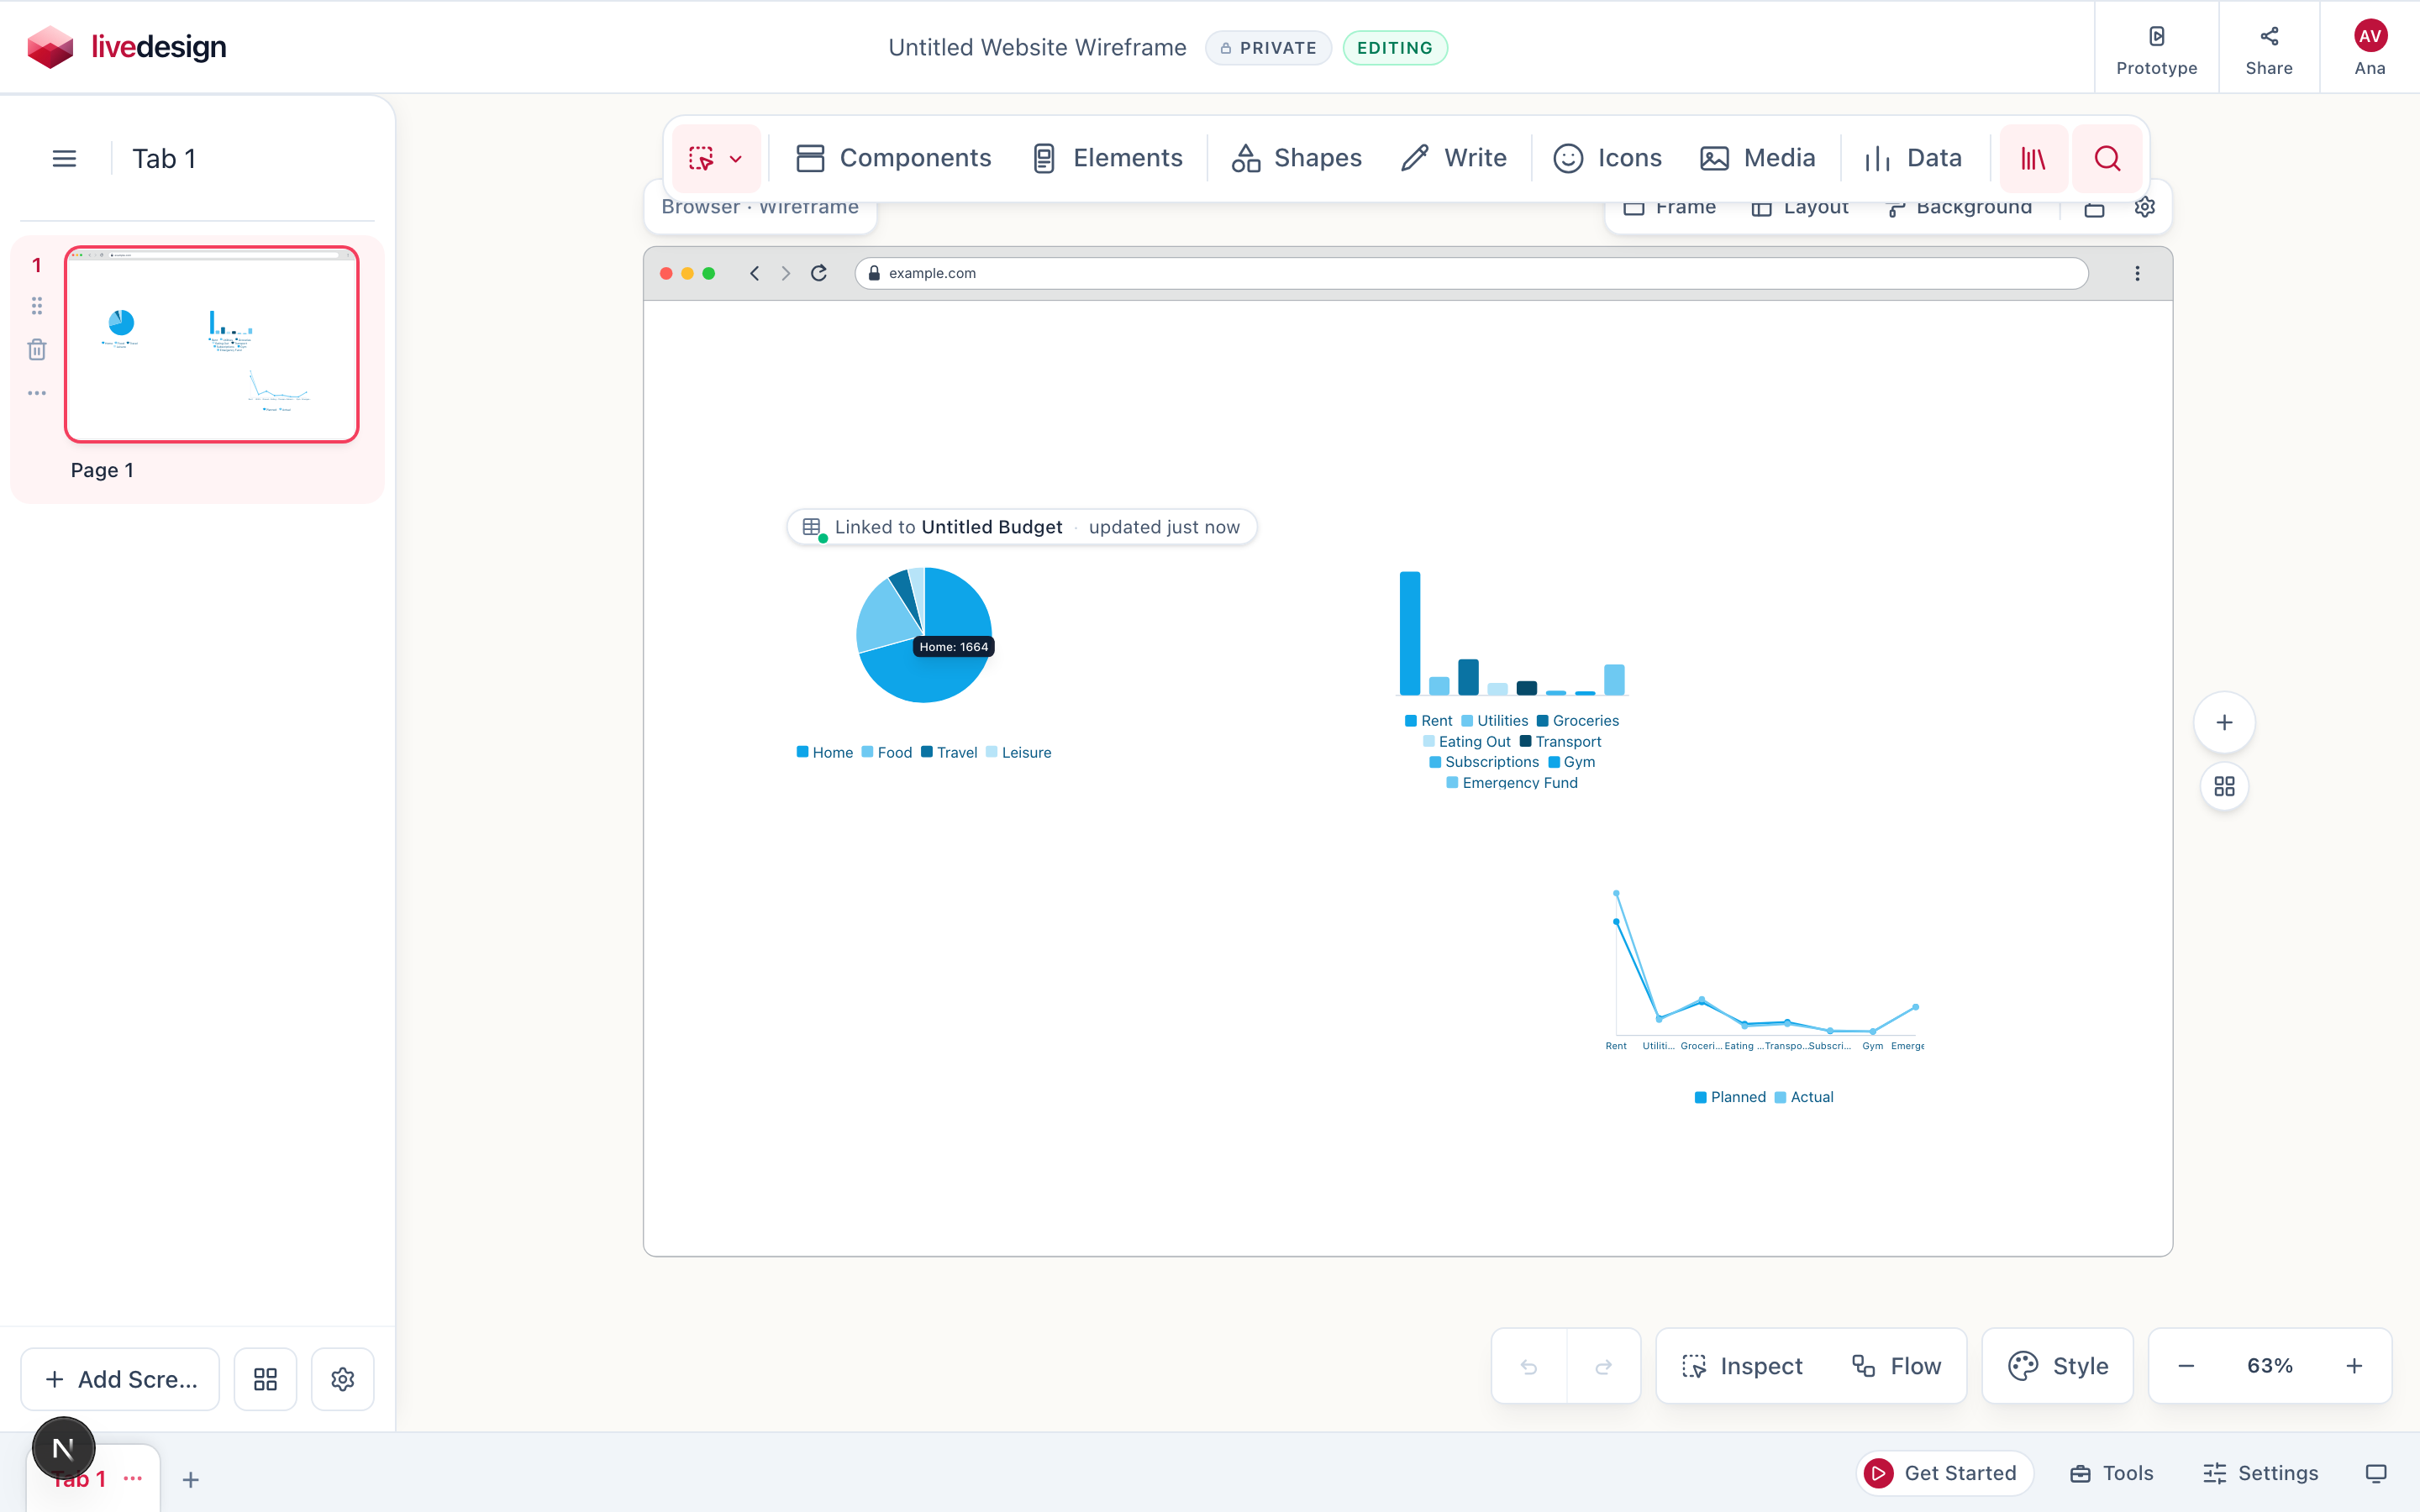 livedesign
Untitled Website Wireframe
PRIVATE
EDITING
Prototype
Share
AV
Ana
Tab 1
Components
Elements
Shapes
Write
Icons
Media
Data
Browser · Wireframe
Frame
Layout
Background
1
Page 1
example.com
Linked to Untitled Budget · updated just now
Home: 1664
Home Food Travel Leisure
Rent Utilities Groceries
Eating Out Transport
Subscriptions Gym
Emergency Fund
Rent Utiliti... Groceri... Eating ... Transpo... Subscri... Gym Emerge
Planned Actual
Add Scre...
Inspect
Flow
Style
63%
N
Tab 1
Get Started
Tools
Settings